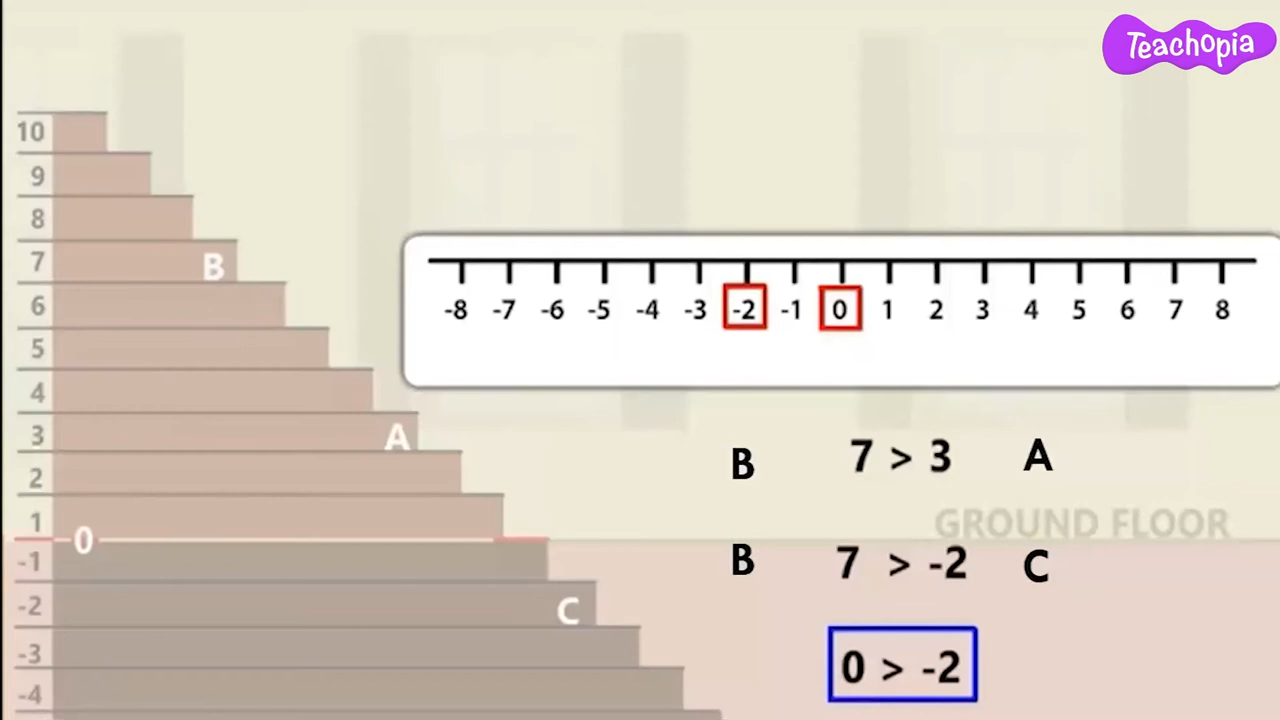 Teachopia
10
9
8
7 B
6
5
4
3 A
2
1
0
-1
-2 C
-3
-4
-8 -7 -6 -5 -4 -3 -2 -1 0 1 2 3 4 5 6 7 8
B 7 > 3 A
GROUND FLOOR
B 7 > -2 C
0 > -2